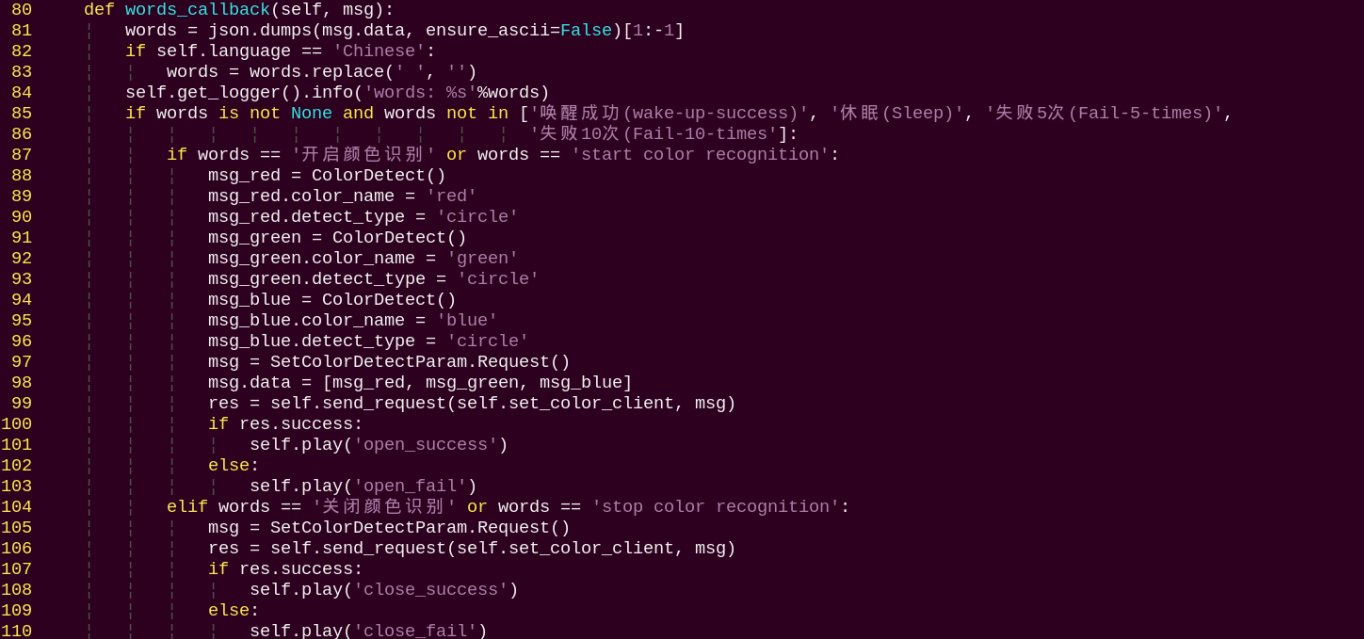 80     def words_callback(self, msg):
81         words = json.dumps(msg.data, ensure_ascii=False)[1:-1]
82         if self.language == 'Chinese':
83             words = words.replace(' ', '')
84         self.get_logger().info('words: %s'%words)
85         if words is not None and words not in ['唤醒成功(wake-up-success)', '休眠(Sleep)', '失败5次(Fail-5-times)',
86                                                '失败10次(Fail-10-times']:
87             if words == '开启颜色识别' or words == 'start color recognition':
88                 msg_red = ColorDetect()
89                 msg_red.color_name = 'red'
90                 msg_red.detect_type = 'circle'
91                 msg_green = ColorDetect()
92                 msg_green.color_name = 'green'
93                 msg_green.detect_type = 'circle'
94                 msg_blue = ColorDetect()
95                 msg_blue.color_name = 'blue'
96                 msg_blue.detect_type = 'circle'
97                 msg = SetColorDetectParam.Request()
98                 msg.data = [msg_red, msg_green, msg_blue]
99                 res = self.send_request(self.set_color_client, msg)
100                 if res.success:
101                     self.play('open_success')
102                 else:
103                     self.play('open_fail')
104             elif words == '关闭颜色识别' or words == 'stop color recognition':
105                 msg = SetColorDetectParam.Request()
106                 res = self.send_request(self.set_color_client, msg)
107                 if res.success:
108                     self.play('close_success')
109                 else:
110                     self.play('close_fail')